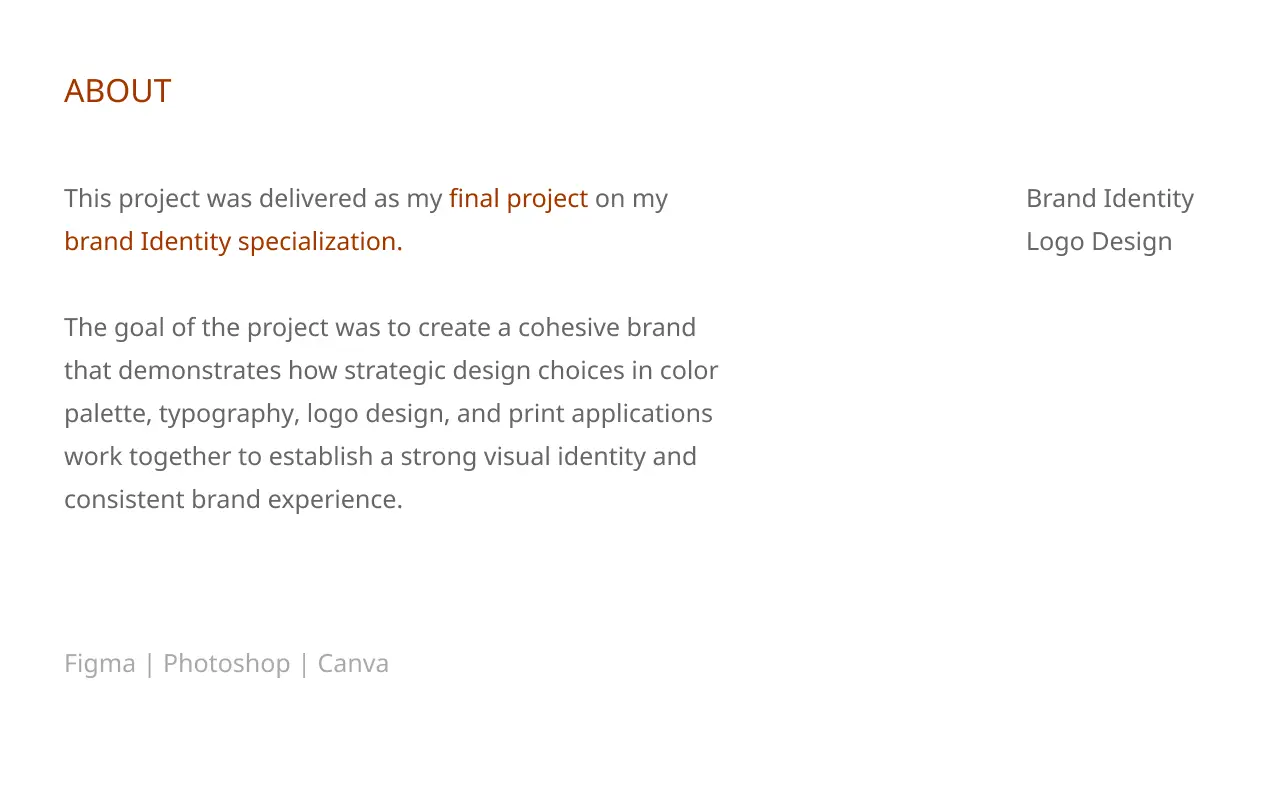 ABOUT
This project was delivered as my final project on my
brand Identity specialization.
The goal of the project was to create a cohesive brand
that demonstrates how strategic design choices in color
palette, typography, logo design, and print applications
work together to establish a strong visual identity and
consistent brand experience.
Brand Identity
Logo Design
Figma | Photoshop | Canva